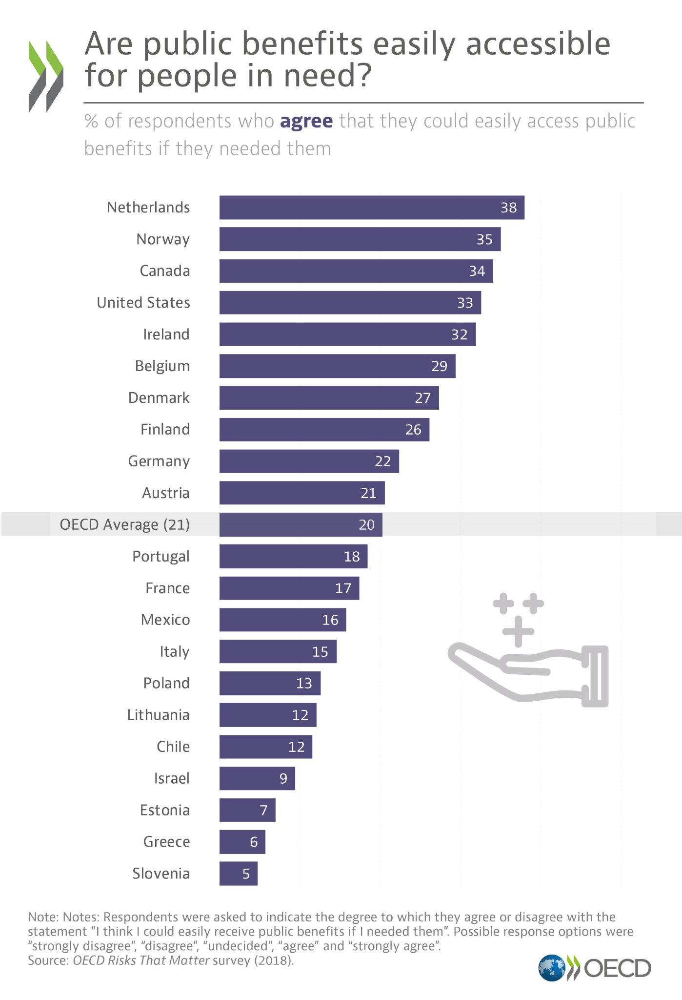 Are public benefits easily accessible
for people in need?
% of respondents who agree that they could easily access public
benefits if they needed them
Netherlands 38
Norway 35
Canada 34
United States 33
Ireland 32
Belgium 29
Denmark 27
Finland 26
Germany 22
Austria 21
OECD Average (21) 20
Portugal 18
France 17
Mexico 16
Italy 15
Poland 13
Lithuania 12
Chile 12
Israel 9
Estonia 7
Greece 6
Slovenia 5
Note: Notes: Respondents were asked to indicate the degree to which they agree or disagree with the
statement “I think I could easily receive public benefits if I needed them”. Possible response options were
“strongly disagree”, “disagree”, “undecided”, “agree” and “strongly agree”.
Source: OECD Risks That Matter survey (2018).
OECD